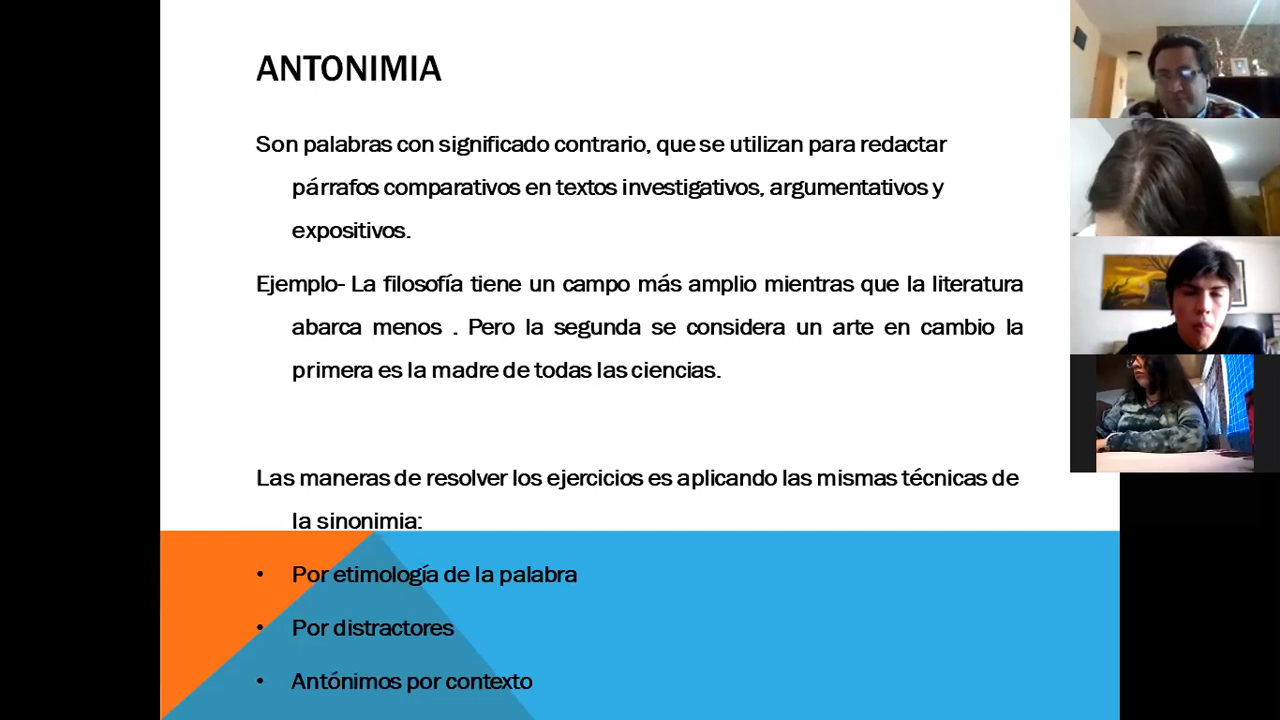 ANTONIMIA
Son palabras con significado contrario, que se utilizan para redactar
párrafos comparativos en textos investigativos, argumentativos y
expositivos.
Ejemplo- La filosofía tiene un campo más amplio mientras que la literatura
abarca menos . Pero la segunda se considera un arte en cambio la
primera es la madre de todas las ciencias.
Las maneras de resolver los ejercicios es aplicando las mismas técnicas de
la sinonimia:
• Por etimología de la palabra
• Por distractores
• Antónimos por contexto